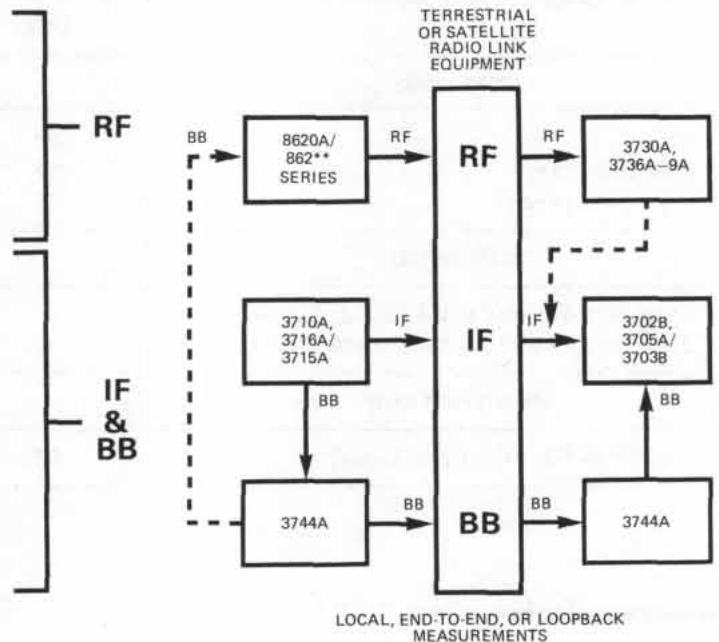 TERRESTRIAL
OR SATELLITE
RADIO LINK
EQUIPMENT
RF
BB
8620A/
862**
SERIES
RF
RF
RF
3730A,
3736A–9A
IF
&
BB
3710A,
3716A/
3715A
IF
IF
IF
3702B,
3705A/
3703B
BB
BB
3744A
BB
BB
BB
3744A
LOCAL, END-TO-END, OR LOOPBACK
MEASUREMENTS